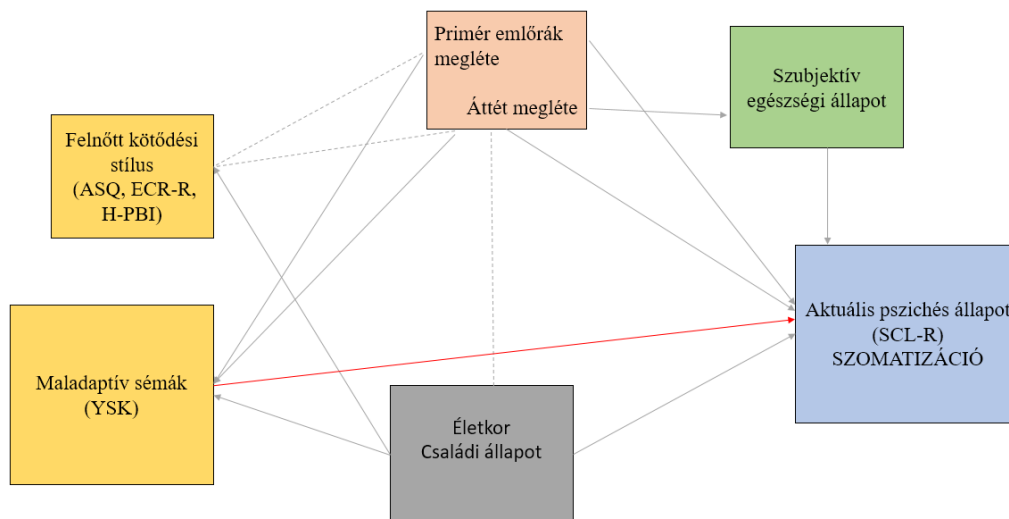 Primér emlőrák
megléte
Áttét megléte
Szubjektív
egészségi állapot
Felnőtt kötődési
stílus
(ASQ, ECR-R,
H-PBI)
Aktuális pszichés állapot
(SCL-R)
SZOMATIZÁCIÓ
Maladaptív sémák
(YSK)
Életkor
Családi állapot